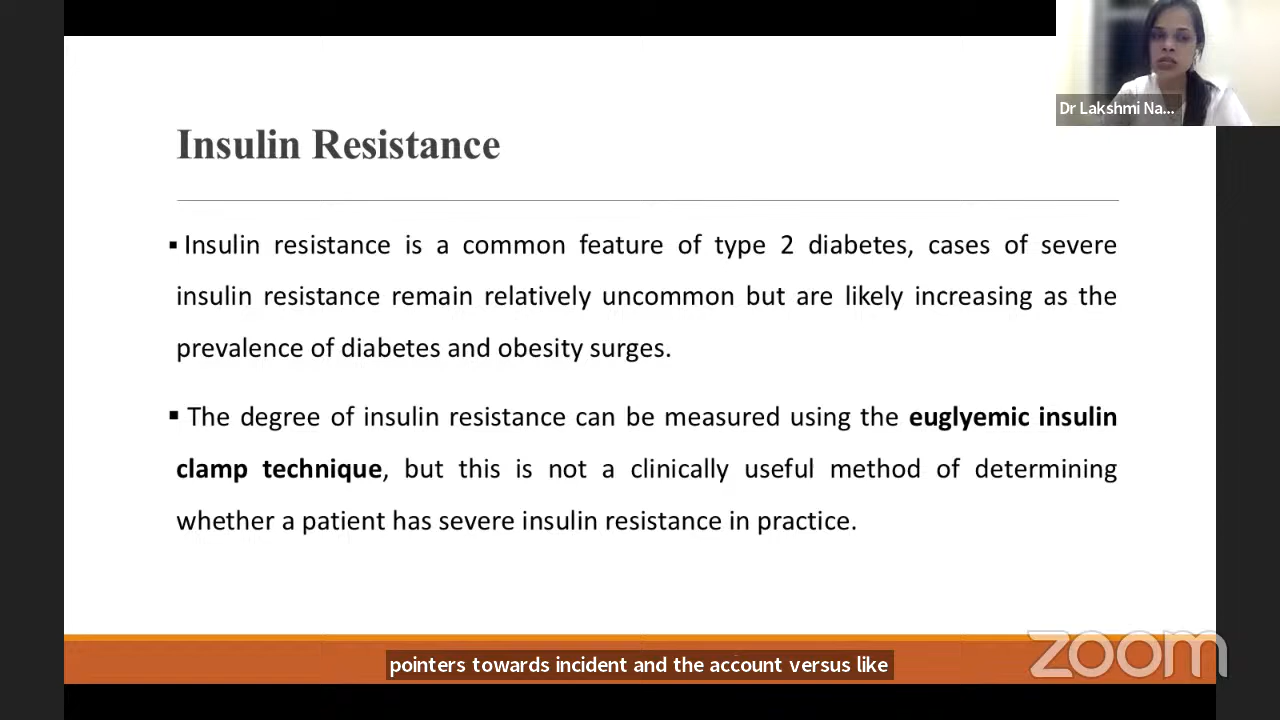 Dr Lakshmi Na...
Insulin Resistance
▪ Insulin resistance is a common feature of type 2 diabetes, cases of severe
insulin resistance remain relatively uncommon but are likely increasing as the
prevalence of diabetes and obesity surges.
▪ The degree of insulin resistance can be measured using the euglyemic insulin
clamp technique, but this is not a clinically useful method of determining
whether a patient has severe insulin resistance in practice.
pointers towards incident and the account versus like
zoom